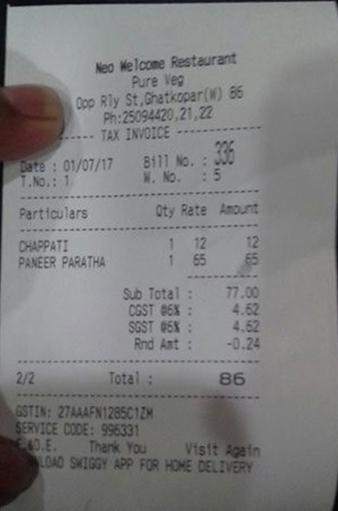 Neo Welcome Restaurant
Pure Veg
Opp Rly St,Ghatkopar(W) 86
Ph:25094420,21,22
TAX INVOICE
Date : 01/07/17 Bill No. : 336
T.No.: 1 W. No. : 5
Particulars Qty Rate Amount
CHAPPATI 1 12 12
PANEER PARATHA 1 65 65
Sub Total : 77.00
CGST @6% : 4.62
SGST @6% : 4.62
Rnd Amt : -0.24
2/2 Total : 86
GSTIN: 27AAAFN1285C1ZM
SERVICE CODE: 996331
Thank You Visit Again
SWIGGY APP FOR HOME DELIVERY